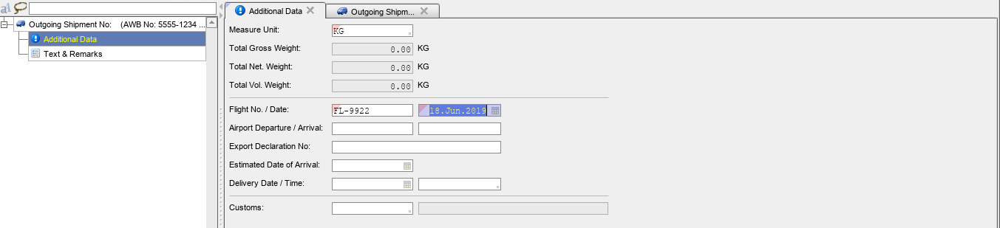 Additional Data
Outgoing Shipm...
Outgoing Shipment No: (AWB No: 5555-1234 ...
Additional Data
Text & Remarks
Measure Unit: KG
Total Gross Weight: 0.00 KG
Total Net. Weight: 0.00 KG
Total Vol. Weight: 0.00 KG
Flight No. / Date: FL-9922 18.Jun.2019
Airport Departure / Arrival:
Export Declaration No:
Estimated Date of Arrival:
Delivery Date / Time:
Customs: